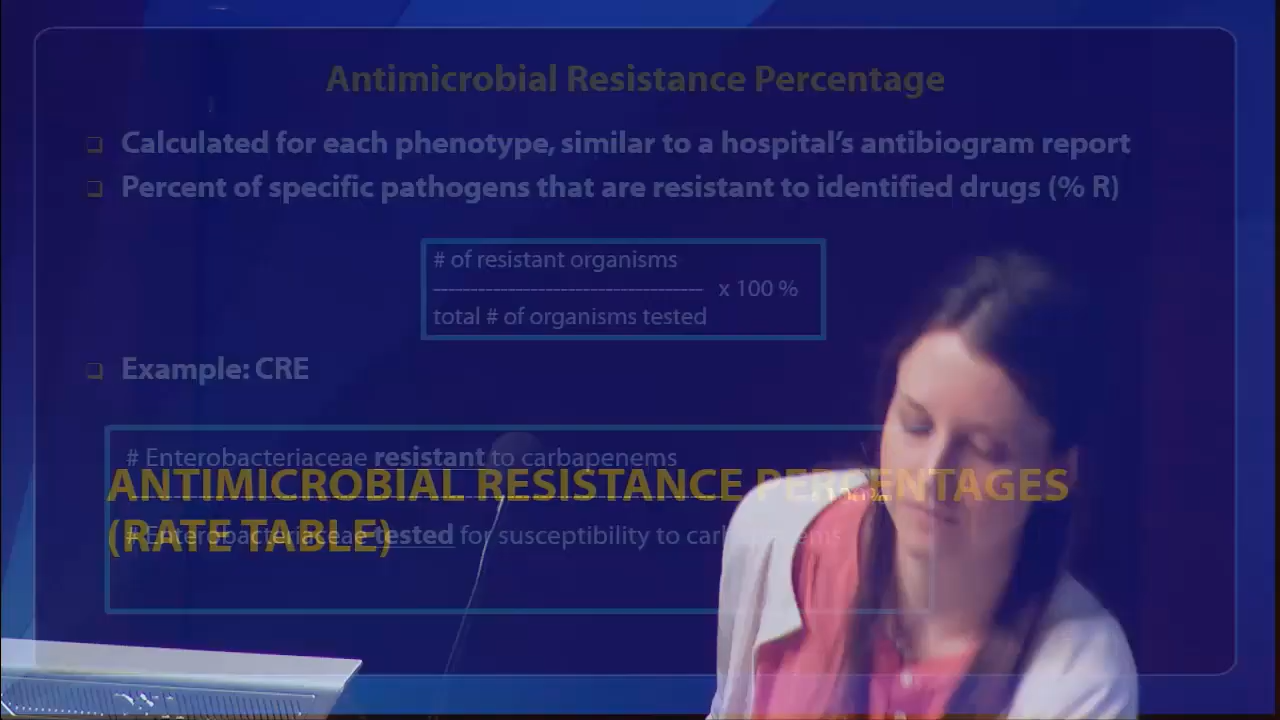 Antimicrobial Resistance Percentage
❑ Calculated for each phenotype, similar to a hospital’s antibiogram report
❑ Percent of specific pathogens that are resistant to identified drugs (% R)
# of resistant organisms
x 100 %
total # of organisms tested
❑ Example: CRE
# Enterobacteriaceae resistant to carbapenems
ANTIMICROBIAL RESISTANCE PERCENTAGES
(RATE TABLE)
# Enterobacteriaceae tested for susceptibility to carbapenems